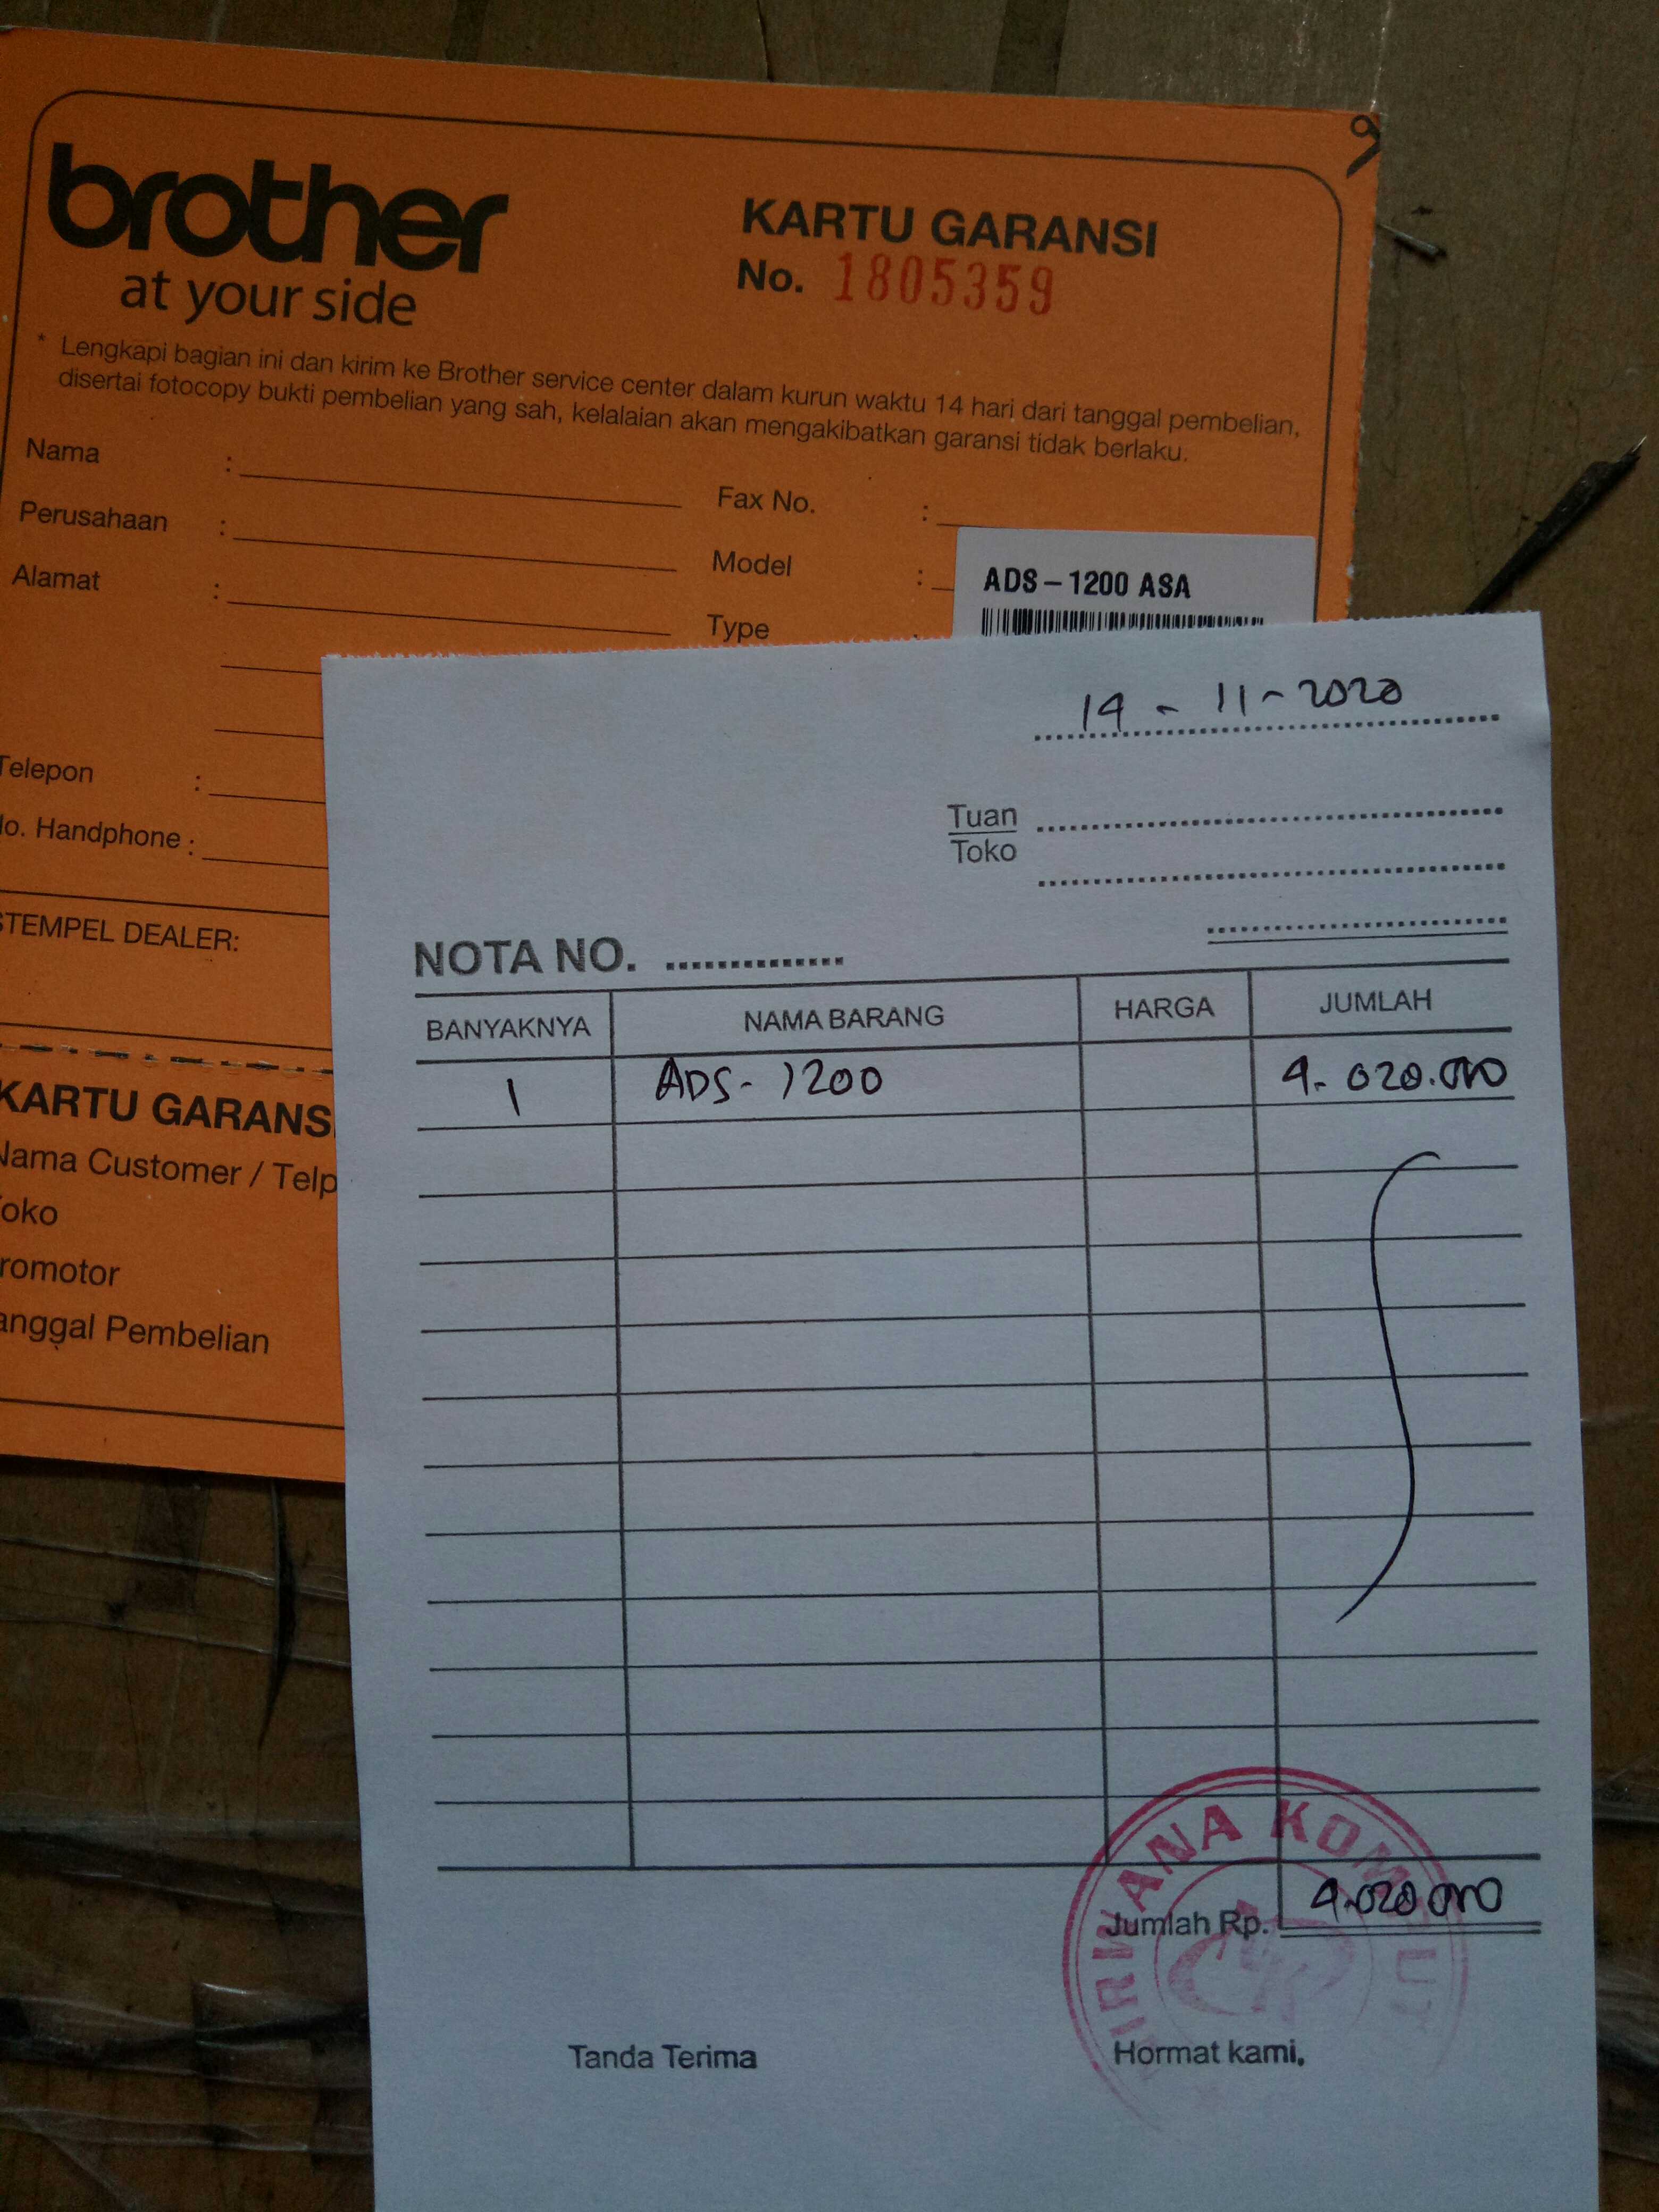 brother
at your side
KARTU GARANSI
No. 1805359
* Lengkapi bagian ini dan kirim ke Brother service center dalam kurun waktu 14 hari dari tanggal pembelian,
disertai fotocopy bukti pembelian yang sah, kelalaian akan mengakibatkan garansi tidak berlaku.
Nama :
Perusahaan :
Alamat :
Fax No. :
Model :
Type
ADS-1200 ASA
Telepon :
No. Handphone :
STEMPEL DEALER:
KARTU GARANS
Nama Customer / Telp
oko
romotor
anggal Pembelian
14 - 11 - 2020
Tuan
Toko
NOTA NO.
BANYAKNYA NAMA BARANG HARGA JUMLAH
1 ADS-1200 4.020.000
Jumlah Rp. 4.020.000
Tanda Terima
Hormat kami,